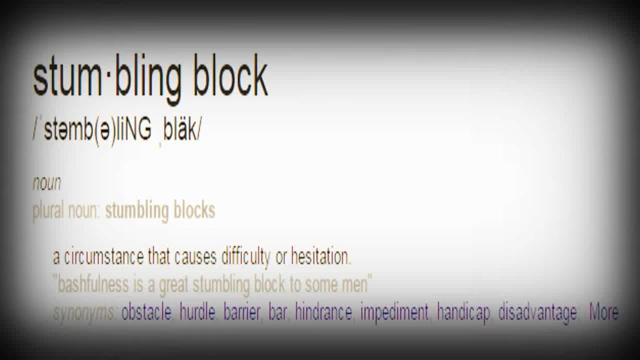 stum·bling block
/ˈstəmb(ə)liNG ˌbläk/
noun
plural noun: stumbling blocks
a circumstance that causes difficulty or hesitation.
"bashfulness is a great stumbling block to some men"
synonyms: obstacle, hurdle, barrier, bar, hindrance, impediment, handicap, disadvantage; More